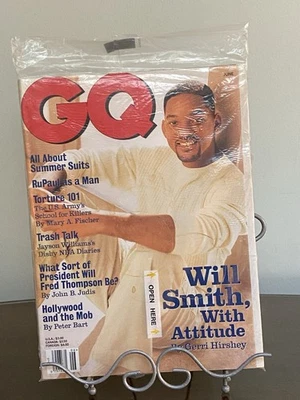 GQ
JUNE
All About
Summer Suits
RuPaul as a Man
Torture 101
The U.S. Army's
School for Killers
By Mary A. Fischer
Trash Talk
Jayson Williams's
Dishy NBA Diaries
What Sort of
President Will
Fred Thompson Be?
By John B. Judis
Hollywood
and the Mob
By Peter Bart
OPEN HERE
Will
Smith,
With
Attitude
By Gerri Hirshey